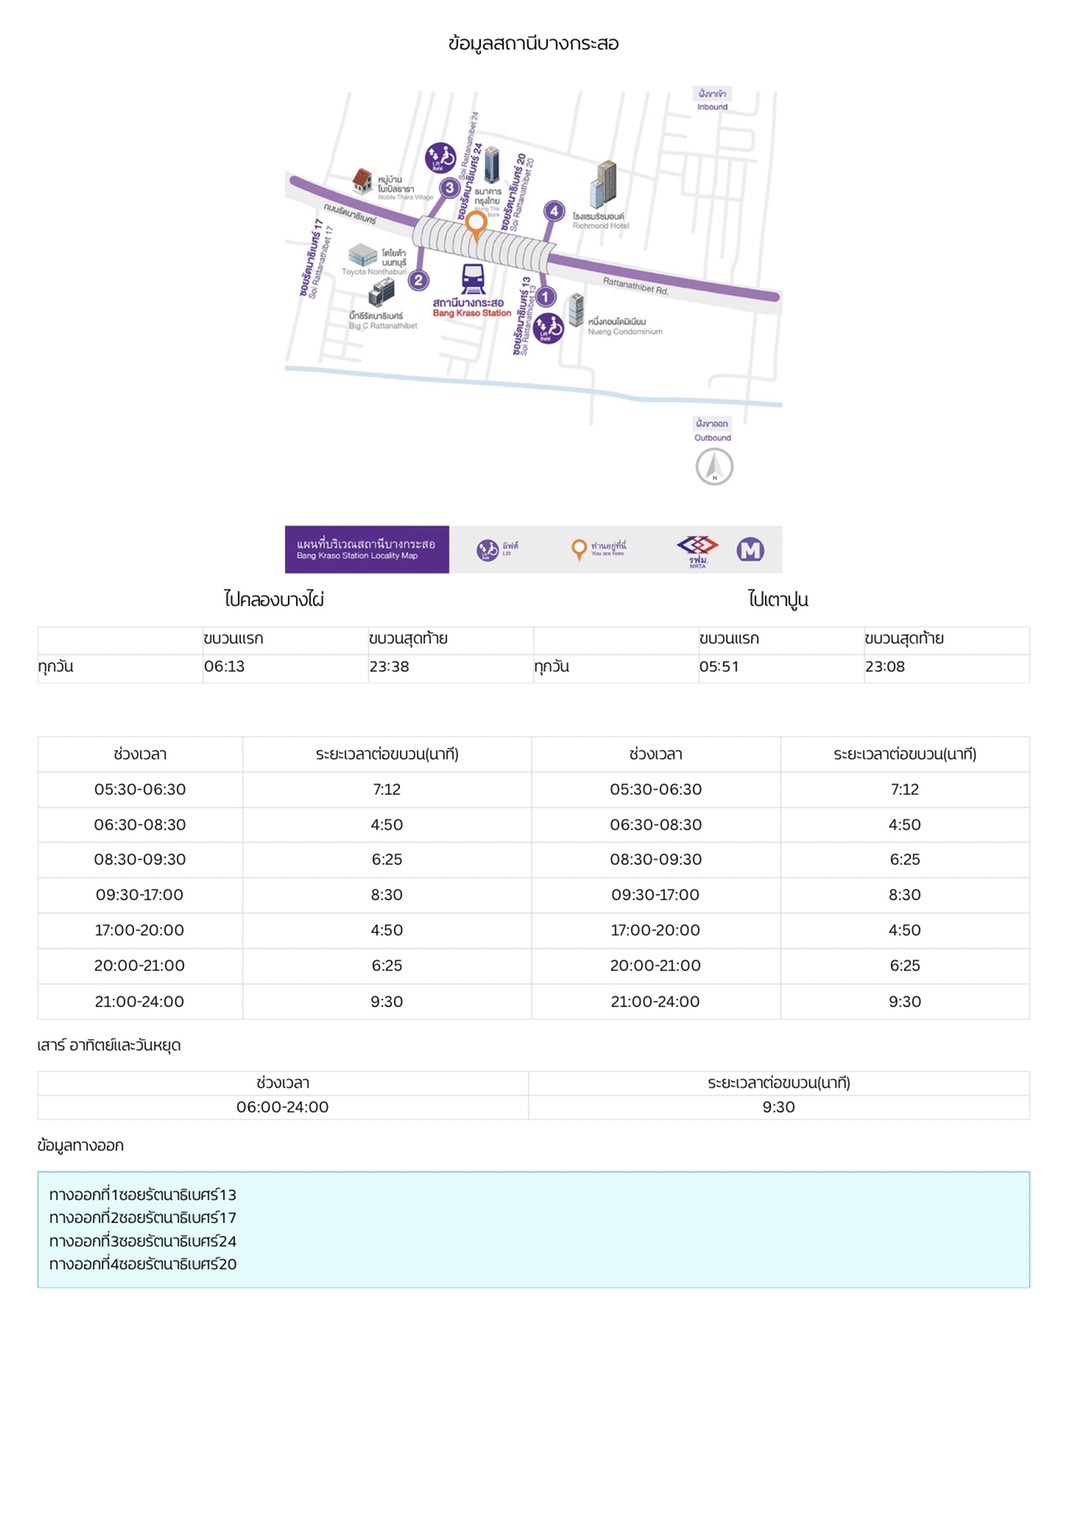 ข้อมูลสถานีบางกระสอ
ฝั่งขาเข้า
Inbound
ซอยรัตนาธิเบศร์ 24
Soi Rattanathibet 24
ลิฟต์
Lift
3
ธนาคาร
กรุงไทย
Krung Thai
Bank
ซอยรัตนาธิเบศร์ 20
Soi Rattanathibet 20
4
โรงแรมริชมอนด์
Richmond Hotel
หมู่บ้าน
โนเบิลธารา
Noble Thara Village
ถนนรัตนาธิเบศร์
ซอยรัตนาธิเบศร์ 17
Soi Rattanathibet 17
โตโยต้า
นนทบุรี
Toyota Nonthaburi
2
บิ๊กซีรัตนาธิเบศร์
Big C Rattanathibet
สถานีบางกระสอ
Bang Kraso Station
ซอยรัตนาธิเบศร์ 13
Soi Rattanathibet 13
1
Rattanathibet Rd.
หนึ่งคอนโดมิเนียม
Nueng Condominium
ฝั่งขาออก
Outbound
N
แผนที่บริเวณสถานีบางกระสอ
Bang Kraso Station Locality Map
ลิฟต์
Lift
ท่านอยู่ที่นี่
You are here
รฟม.
MRTA
M
ไปคลองบางไผ่ ไปเตาปูน
ขบวนแรก ขบวนสุดท้าย ขบวนแรก ขบวนสุดท้าย
ทุกวัน 06:13 23:38 ทุกวัน 05:51 23:08
ช่วงเวลา ระยะเวลาต่อขบวน(นาที) ช่วงเวลา ระยะเวลาต่อขบวน(นาที)
05:30-06:30 7:12 05:30-06:30 7:12
06:30-08:30 4:50 06:30-08:30 4:50
08:30-09:30 6:25 08:30-09:30 6:25
09:30-17:00 8:30 09:30-17:00 8:30
17:00-20:00 4:50 17:00-20:00 4:50
20:00-21:00 6:25 20:00-21:00 6:25
21:00-24:00 9:30 21:00-24:00 9:30
เสาร์ อาทิตย์และวันหยุด
ช่วงเวลา ระยะเวลาต่อขบวน(นาที)
06:00-24:00 9:30
ข้อมูลทางออก
ทางออกที่1ซอยรัตนาธิเบศร์13
ทางออกที่2ซอยรัตนาธิเบศร์17
ทางออกที่3ซอยรัตนาธิเบศร์24
ทางออกที่4ซอยรัตนาธิเบศร์20